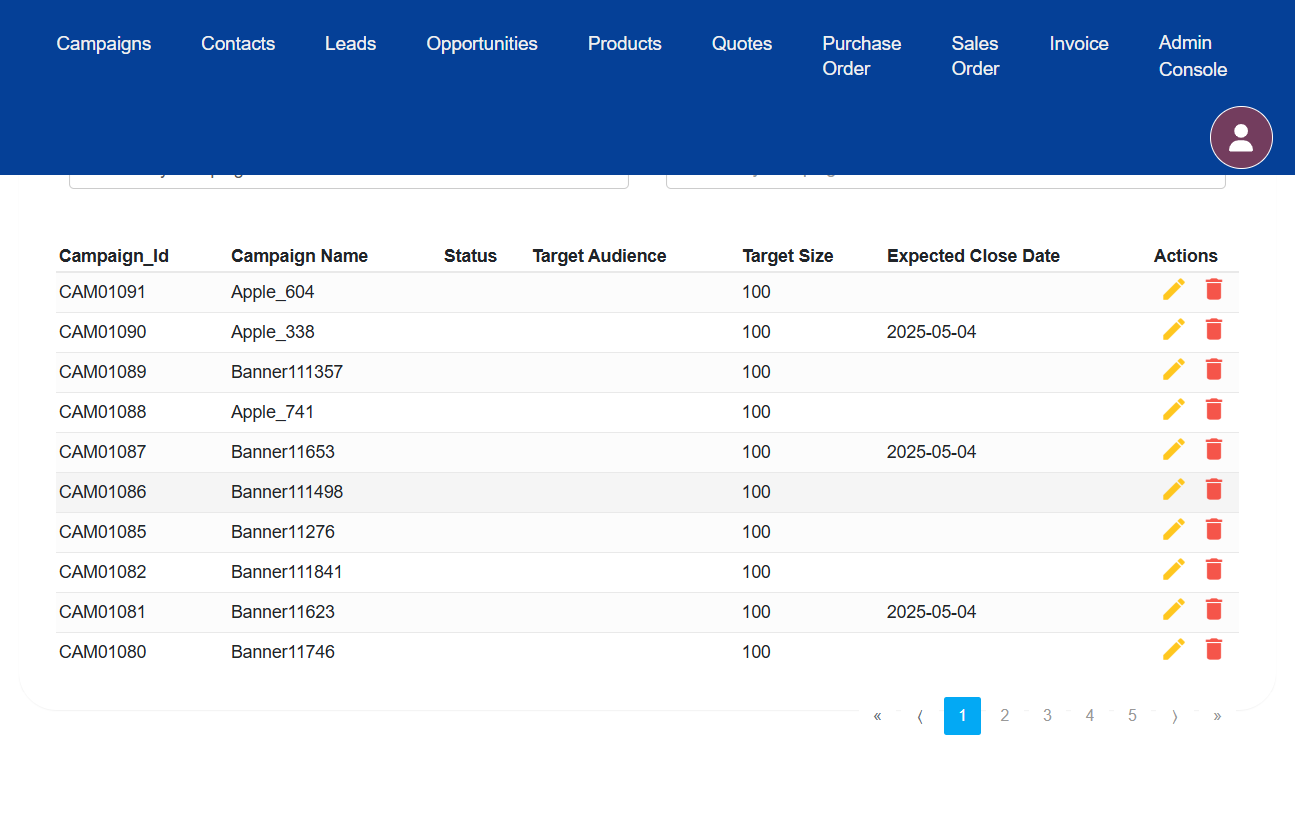 Campaigns Contacts Leads Opportunities Products Quotes Purchase Order Sales Order Invoice Admin Console
Campaign_Id Campaign Name Status Target Audience Target Size Expected Close Date Actions
CAM01091 Apple_604 100
CAM01090 Apple_338 100 2025-05-04
CAM01089 Banner111357 100
CAM01088 Apple_741 100
CAM01087 Banner11653 100 2025-05-04
CAM01086 Banner111498 100
CAM01085 Banner11276 100
CAM01082 Banner111841 100
CAM01081 Banner11623 100 2025-05-04
CAM01080 Banner11746 100
« ⟨ 1 2 3 4 5 ⟩ »